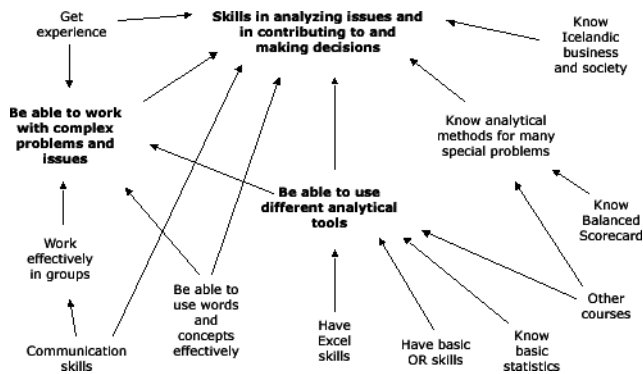 Get
experience
Skills in analyzing issues and
in contributing to and
making decisions
Know
Icelandic
business
and society
Be able to work
with complex
problems and
issues
Know analytical
methods for many
special problems
Be able to use
different analytical
tools
Know
Balanced
Scorecard
Work
effectively
in groups
Be able to
use words
and
concepts
effectively
Other
courses
Have
Excel
skills
Have basic
OR skills
Know
basic
statistics
Communication
skills